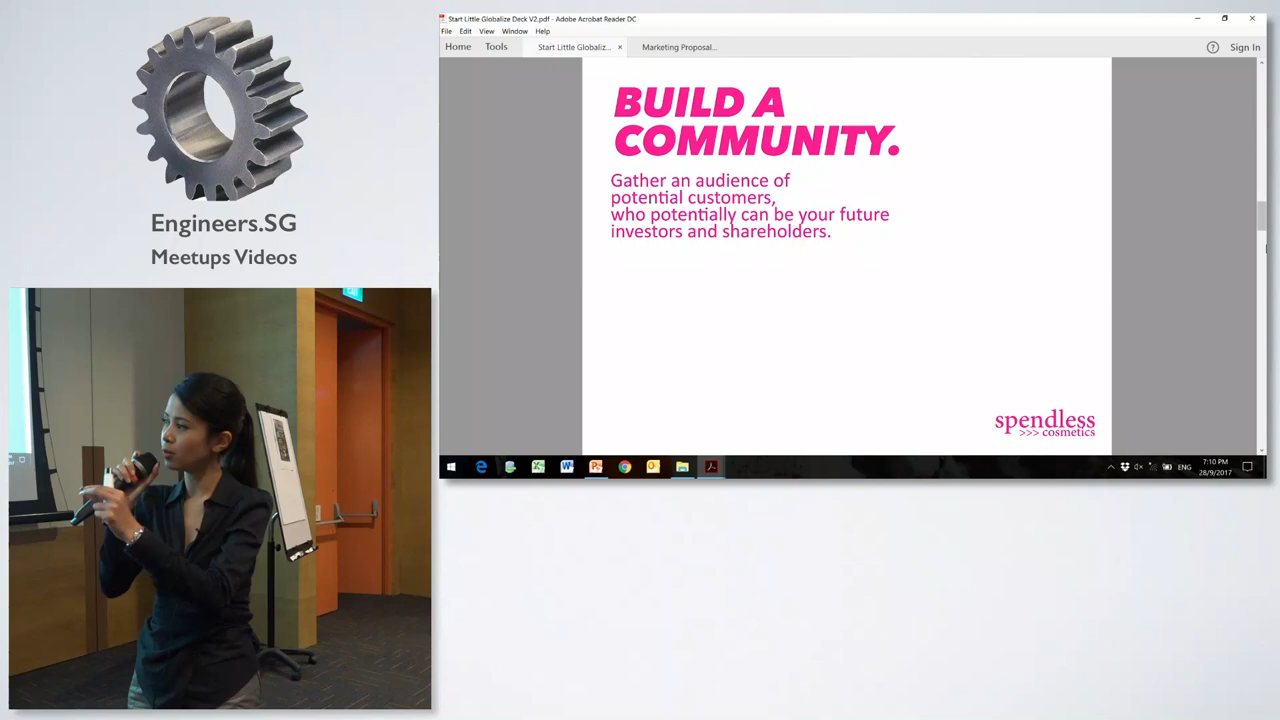 Engineers.SG
Meetups Videos
EXIT
Start Little Globalize Deck V2.pdf - Adobe Acrobat Reader DC
File Edit View Window Help
Home Tools Start Little Globaliz... × Marketing Proposal... ? Sign In
BUILD A
COMMUNITY.
Gather an audience of
potential customers,
who potentially can be your future
investors and shareholders.
spendless
>>> cosmetics
ENG
7:10 PM
28/9/2017